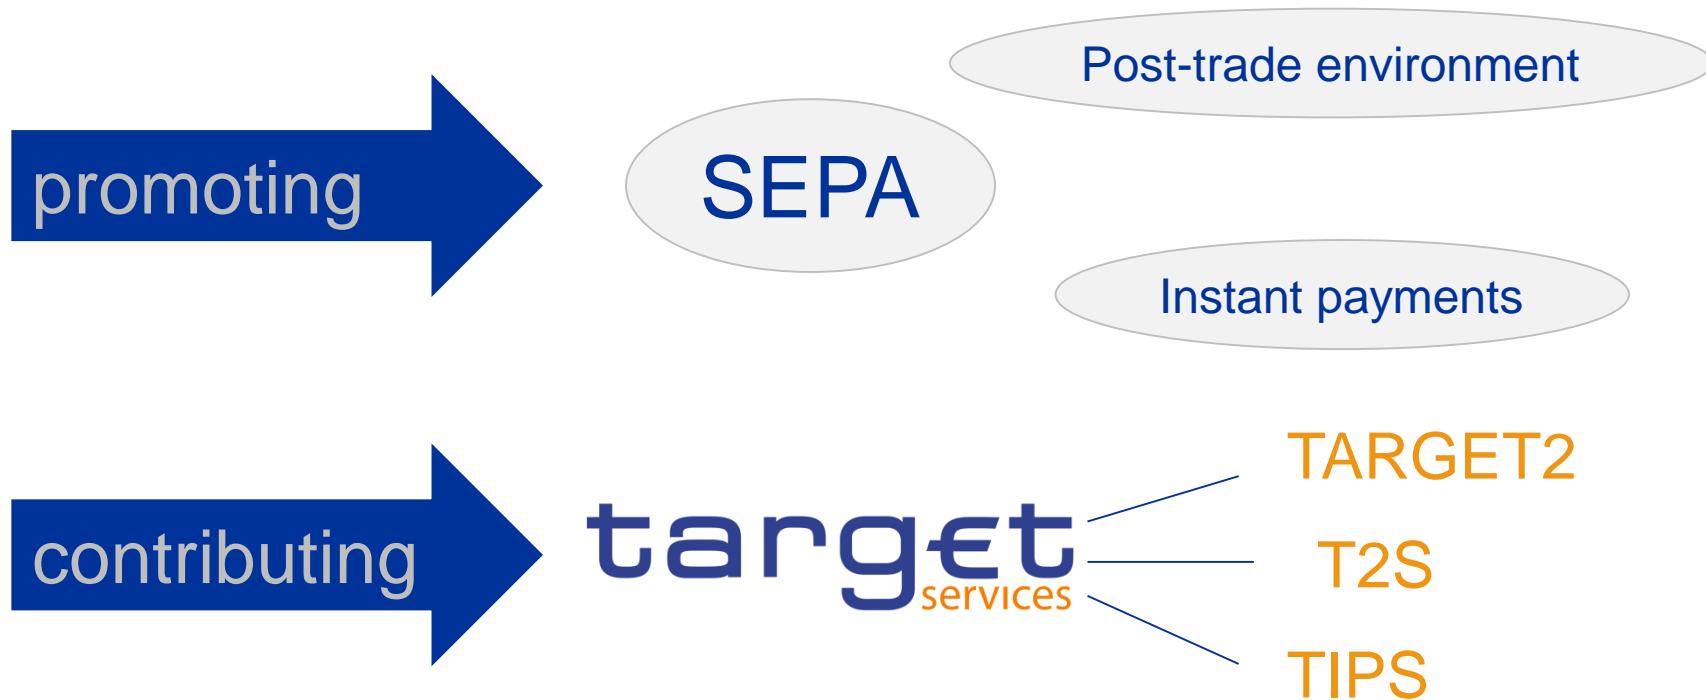 Post-trade environment
promoting
SEPA
Instant payments
contributing
target
services
TARGET2
T2S
TIPS